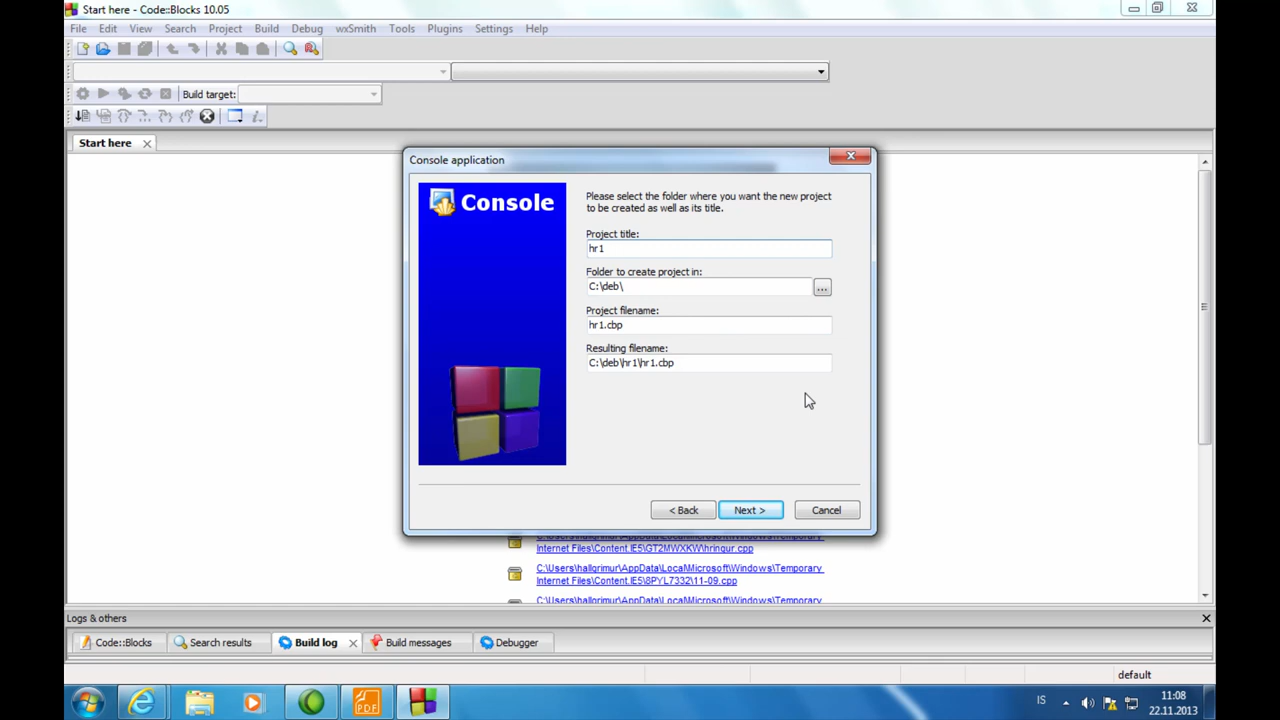 Start here - Code::Blocks 10.05
File Edit View Search Project Build Debug wxSmith Tools Plugins Settings Help
Build target:
Start here
Console application
Console
Please select the folder where you want the new project
to be created as well as its title.
Project title:
hr1
Folder to create project in:
C:\deb\
...
Project filename:
hr1.cbp
Resulting filename:
C:\deb\hr1\hr1.cbp
< Back Next > Cancel
Internet Files\Content.IE5\GT2MWXKW\hringur.cpp
C:\Users\hallgrimur\AppData\Local\Microsoft\Windows\Temporary
Internet Files\Content.IE5\8PYL7332\11-09.cpp
C:\Users\hallgrimur\AppData\Local\Microsoft\Windows\Temporary
Logs & others
Code::Blocks Search results Build log Build messages Debugger
default
PDF
IS
11:08
22.11.2013